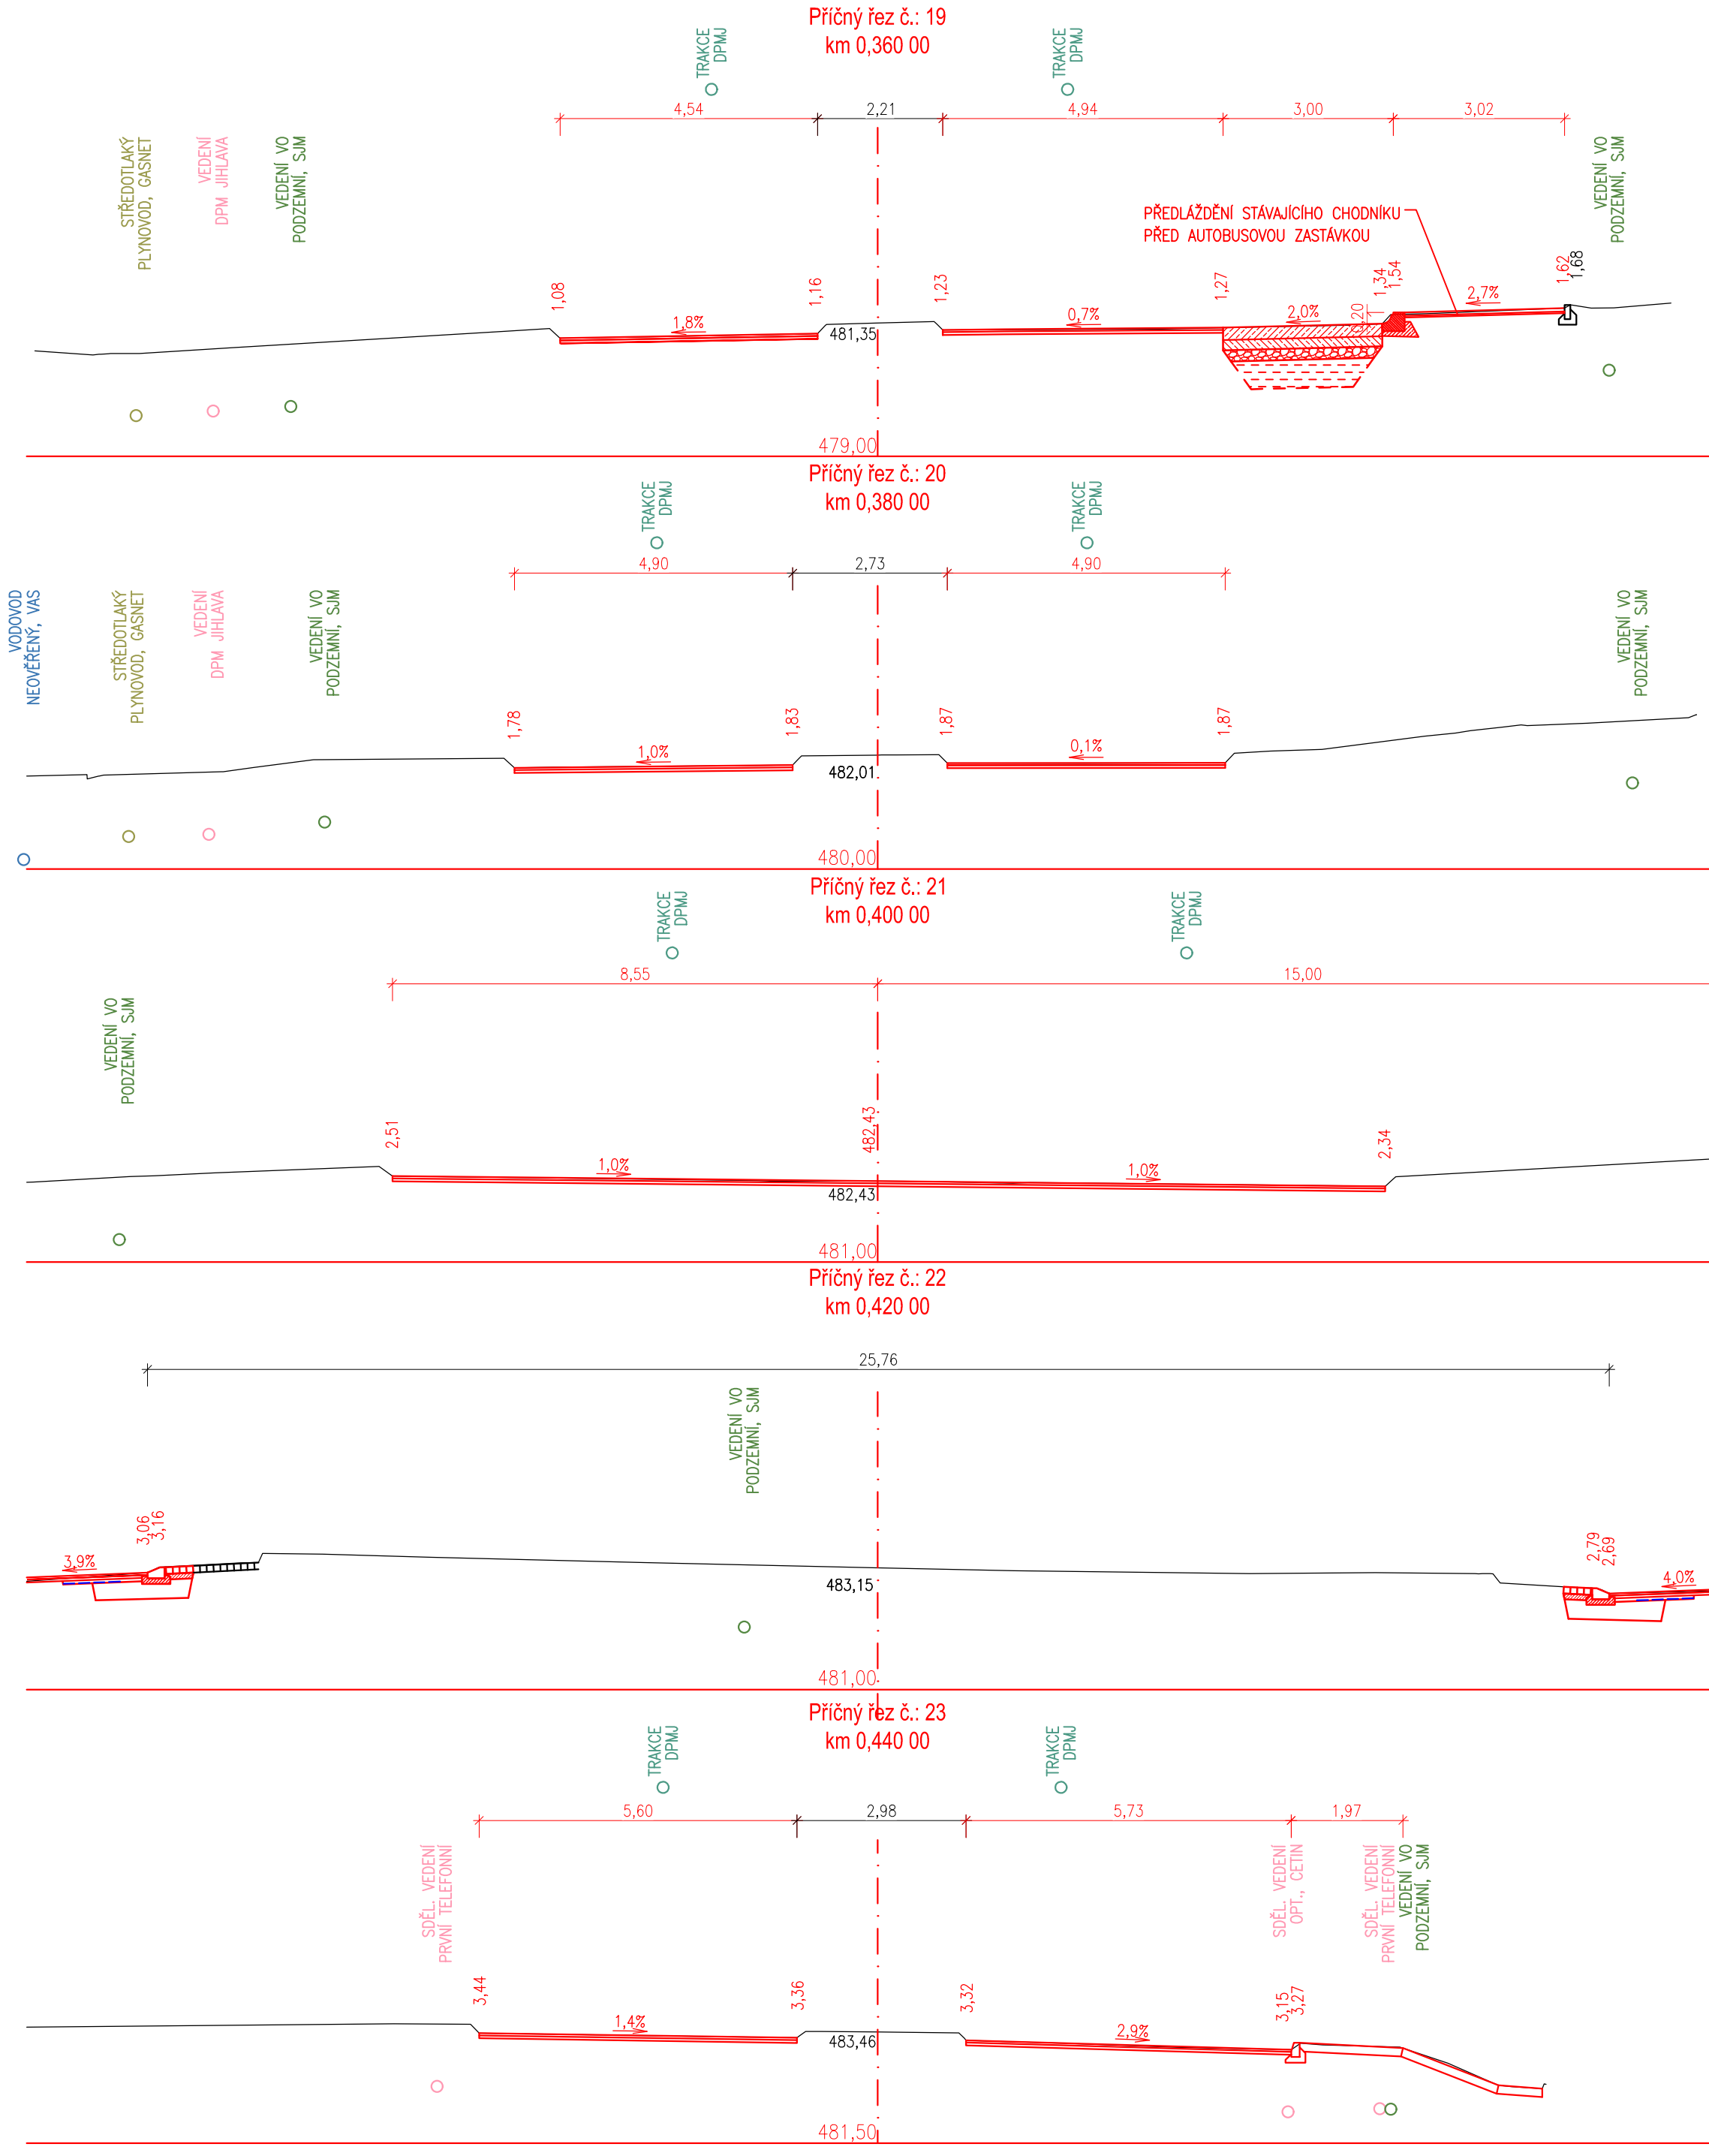 Příčný řez č.: 19
km 0,360 00
TRAKCE
DPMJ
TRAKCE
DPMJ
4,54
2,21
4,94
3,00
3,02
STŘEDOTLAKÝ
PLYNOVOD, GASNET
VEDENÍ
DPM JIHLAVA
VEDENÍ VO
PODZEMNÍ, SJM
VEDENÍ VO
PODZEMNÍ, SJM
PŘEDLÁŽDĚNÍ STÁVAJÍCÍHO CHODNÍKU
PŘED AUTOBUSOVOU ZASTÁVKOU
1,08
1,16
1,23
1,27
1,34
1,54
1,62
1,68
1,8%
0,7%
2,0%
0,20
2,7%
481,35
479,00
Příčný řez č.: 20
km 0,380 00
TRAKCE
DPMJ
TRAKCE
DPMJ
4,90
2,73
4,90
VODOVOD
NEOVĚŘENÝ, VAS
STŘEDOTLAKÝ
PLYNOVOD, GASNET
VEDENÍ
DPM JIHLAVA
VEDENÍ VO
PODZEMNÍ, SJM
VEDENÍ VO
PODZEMNÍ, SJM
1,78
1,83
1,87
1,87
1,0%
0,1%
482,01
480,00
Příčný řez č.: 21
km 0,400 00
TRAKCE
DPMJ
TRAKCE
DPMJ
8,55
15,00
VEDENÍ VO
PODZEMNÍ, SJM
2,51
482,43
2,34
1,0%
1,0%
482,43
481,00
Příčný řez č.: 22
km 0,420 00
25,76
VEDENÍ VO
PODZEMNÍ, SJM
3,06
3,16
2,79
2,69
3,9%
4,0%
483,15
481,00
Příčný řez č.: 23
km 0,440 00
TRAKCE
DPMJ
TRAKCE
DPMJ
5,60
2,98
5,73
1,97
SDĚL. VEDENÍ
PRVNÍ TELEFONNÍ
SDĚL. VEDENÍ
OPT., CETIN
SDĚL. VEDENÍ
PRVNÍ TELEFONNÍ
VEDENÍ VO
PODZEMNÍ, SJM
3,44
3,36
3,32
3,15
3,27
1,4%
2,9%
483,46
481,50